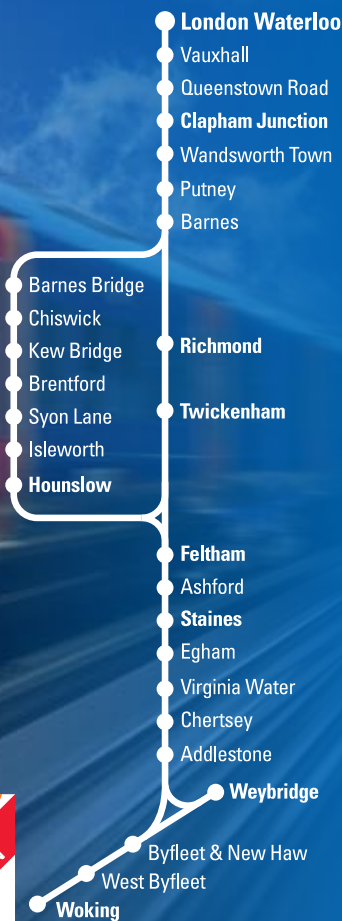 London Waterloo
Vauxhall
Queenstown Road
Clapham Junction
Wandsworth Town
Putney
Barnes
Barnes Bridge
Chiswick
Kew Bridge
Brentford
Syon Lane
Isleworth
Hounslow
Richmond
Twickenham
Feltham
Ashford
Staines
Egham
Virginia Water
Chertsey
Addlestone
Weybridge
Byfleet & New Haw
West Byfleet
Woking